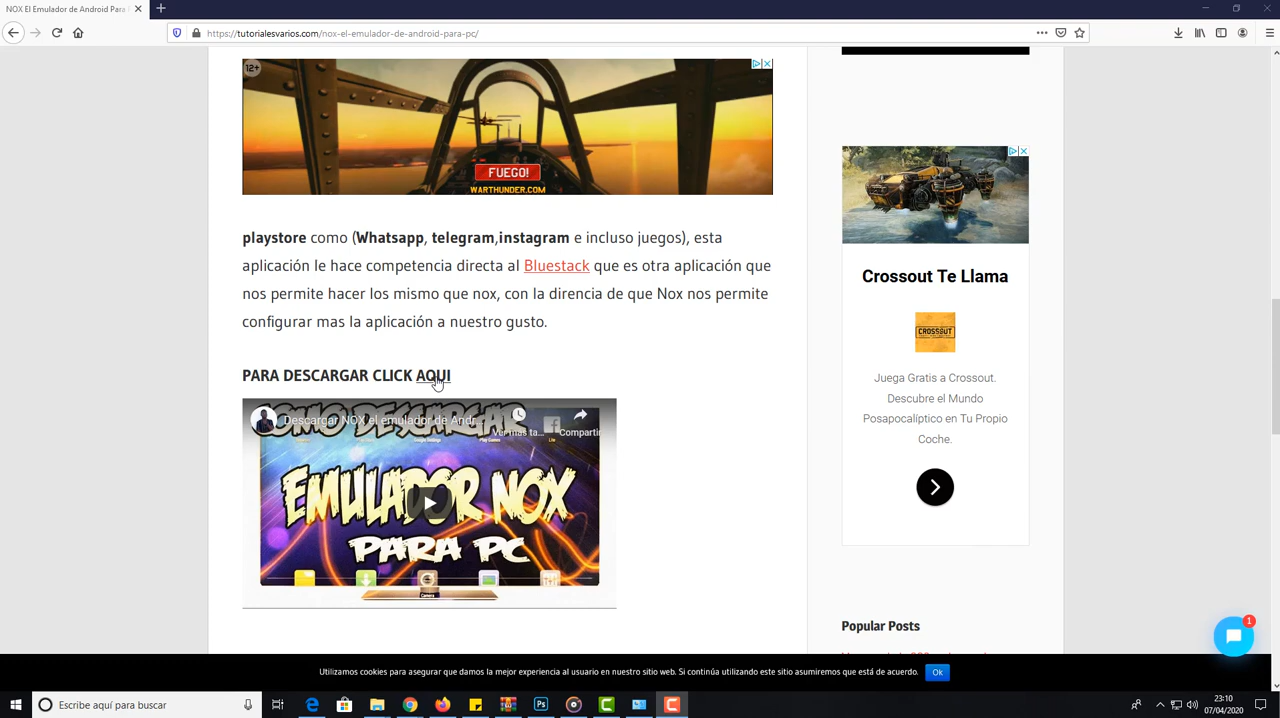 NOX El Emulador de Android Para
https://tutorialesvarios.com/nox-el-emulador-de-android-para-pc/
12+
FUEGO!
WARTHUNDER.COM
playstore como (Whatsapp, telegram,instagram e incluso juegos), esta
aplicación le hace competencia directa al Bluestack que es otra aplicación que
nos permite hacer los mismo que nox, con la direncia de que Nox nos permite
configurar mas la aplicación a nuestro gusto.
PARA DESCARGAR CLICK AQUI
Descargar NOX el emulador de Andr...
Ver más ta...
Compartir
EMULADOR NOX
PARA PC
Camera
Crossout Te Llama
CROSSOUT
Juega Gratis a Crossout.
Descubre el Mundo
Posapocalíptico en Tu Propio
Coche.
Popular Posts
1
Utilizamos cookies para asegurar que damos la mejor experiencia al usuario en nuestro sitio web. Si continúa utilizando este sitio asumiremos que está de acuerdo.
Ok
Escribe aquí para buscar
23:10
07/04/2020